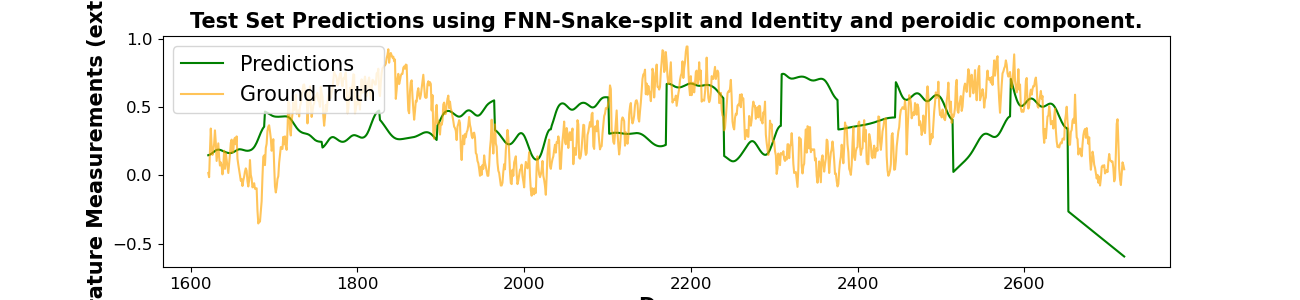 Test Set Predictions using FNN-Snake-split and Identity and peroidic component.
Predictions
Ground Truth
Measurements
1.0
0.5
0.0
−0.5
1600
1800
2000
2200
2400
2600